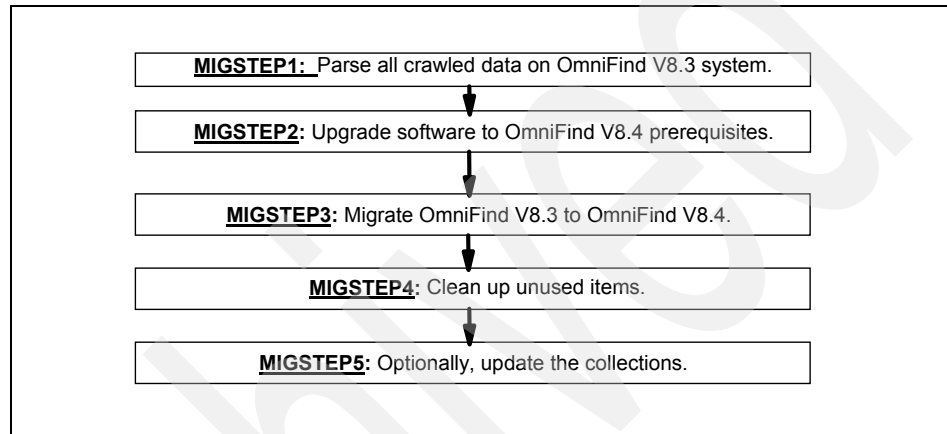 MIGSTEP1: Parse all crawled data on OmniFind V8.3 system.
MIGSTEP2: Upgrade software to OmniFind V8.4 prerequisites.
MIGSTEP3: Migrate OmniFind V8.3 to OmniFind V8.4.
MIGSTEP4: Clean up unused items.
MIGSTEP5: Optionally, update the collections.